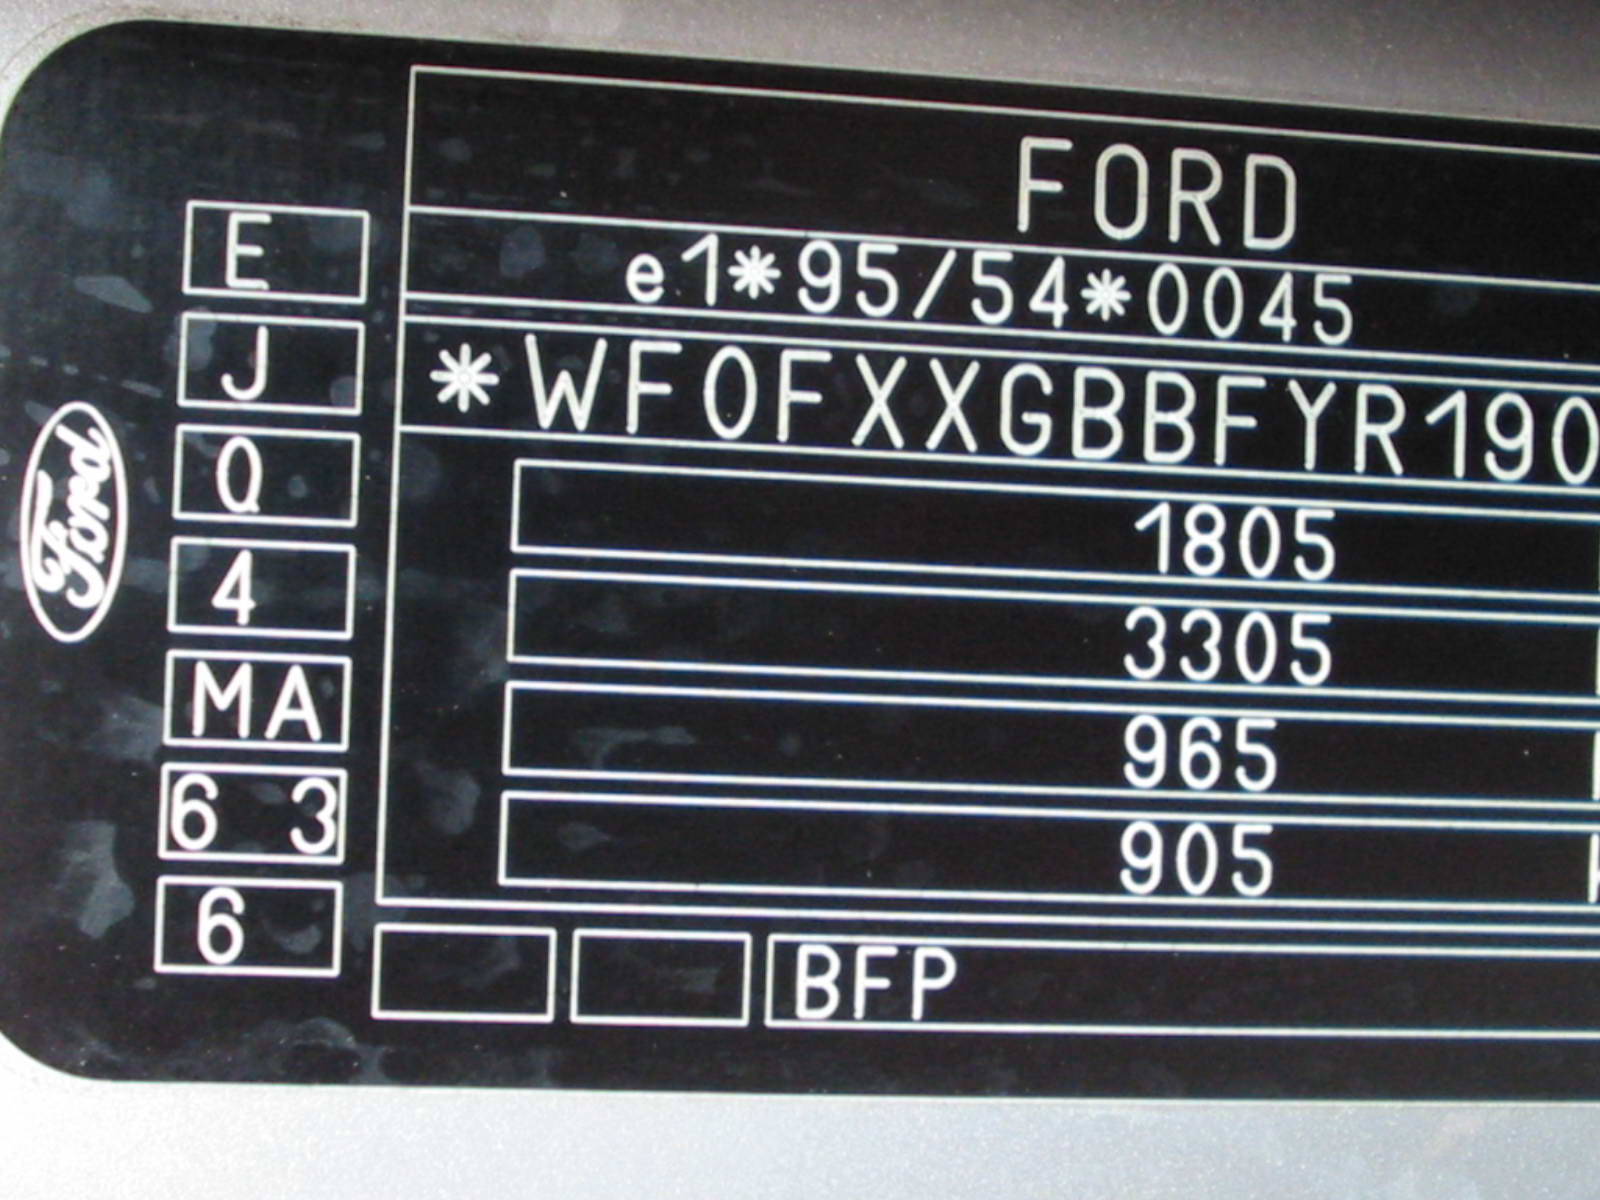 FORD
e1*95/54*0045
*WF0FXXGBBFYR190
1805
3305
965
905
BFP
E
J
Q
4
MA
6 3
6
Ford